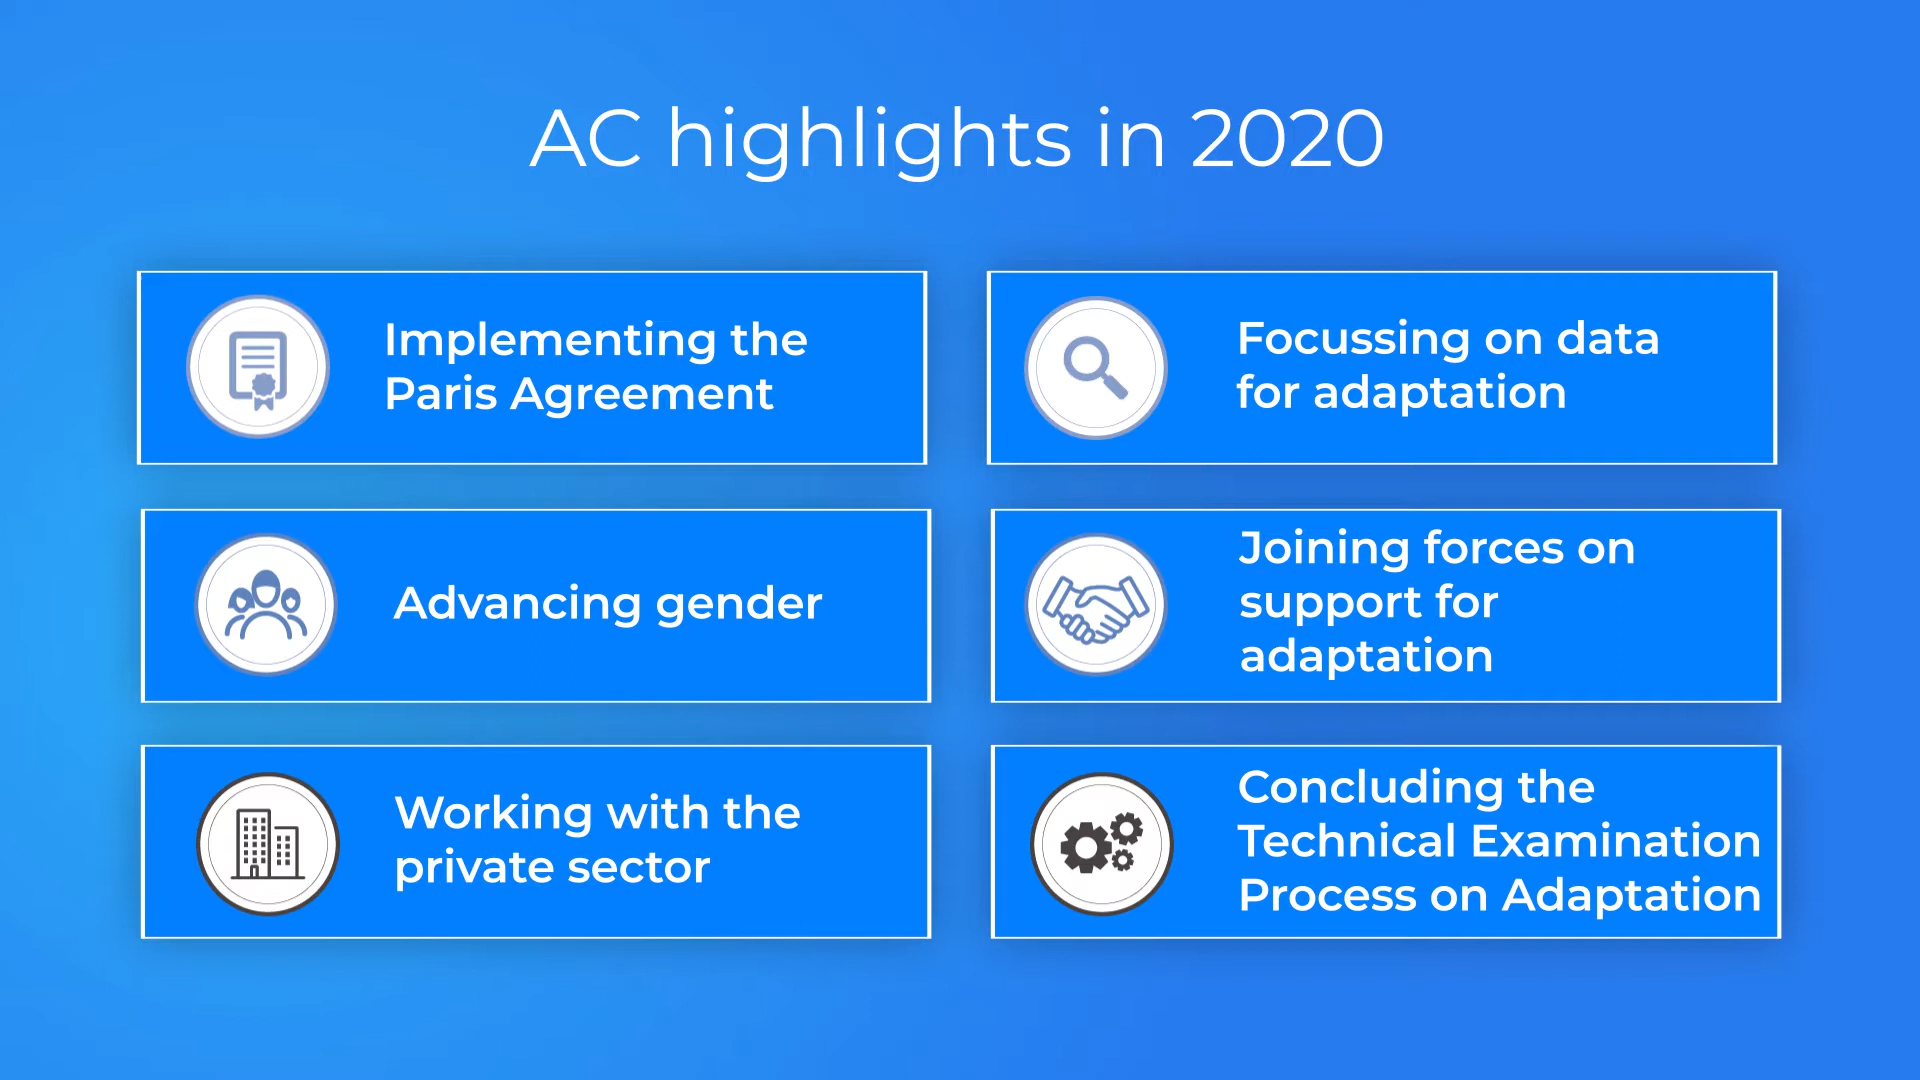 AC highlights in 2020
Implementing the
Paris Agreement
Focussing on data
for adaptation
Advancing gender
Joining forces on
support for
adaptation
Working with the
private sector
Concluding the
Technical Examination
Process on Adaptation